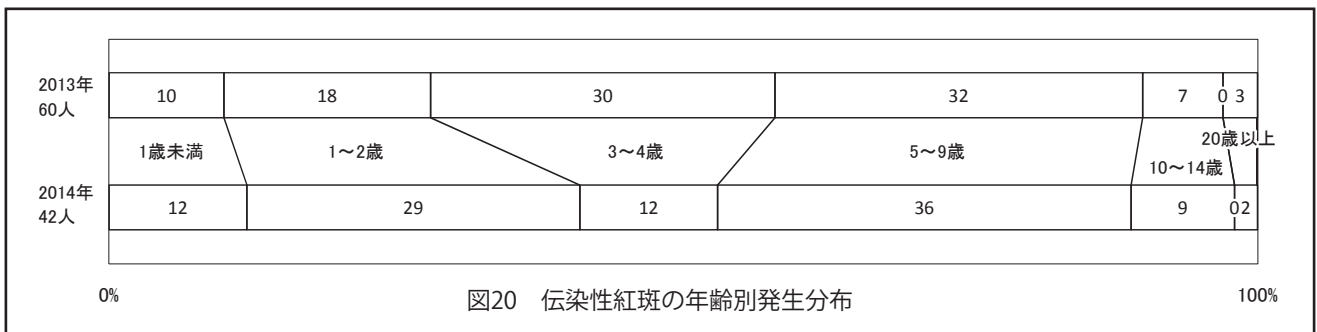 2013年
60人
10 18 30 32 7 0 3
1歳未満 1～2歳 3～4歳 5～9歳 10～14歳 20歳以上
2014年
42人
12 29 12 36 9 0 2
0% 100%
図20 伝染性紅斑の年齢別発生分布